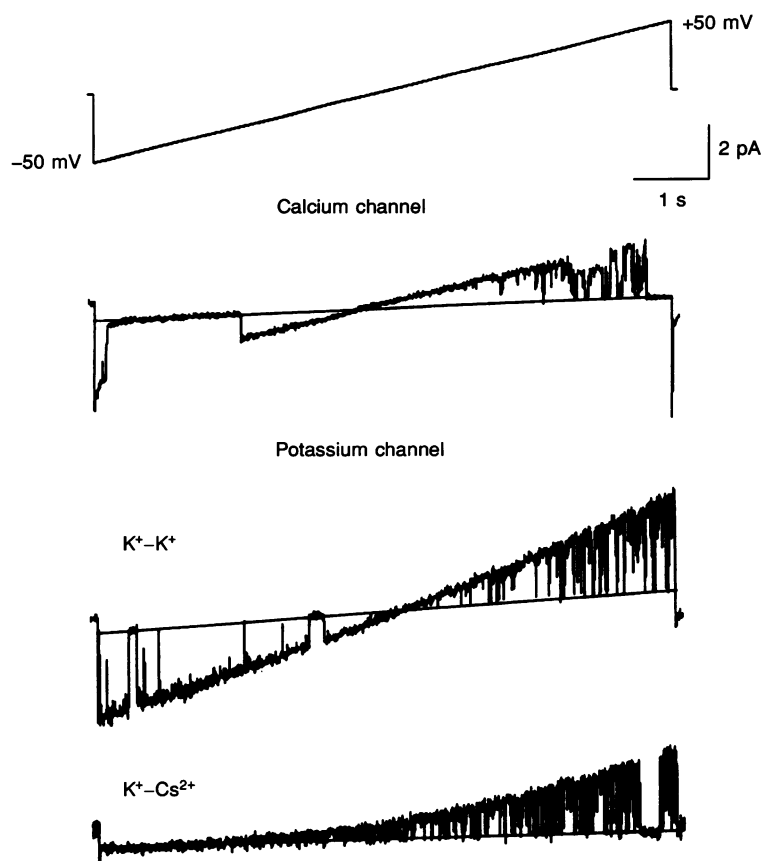 +50 mV
−50 mV
2 pA
1 s
Calcium channel
Potassium channel
K⁺−K⁺
K⁺−Cs²⁺